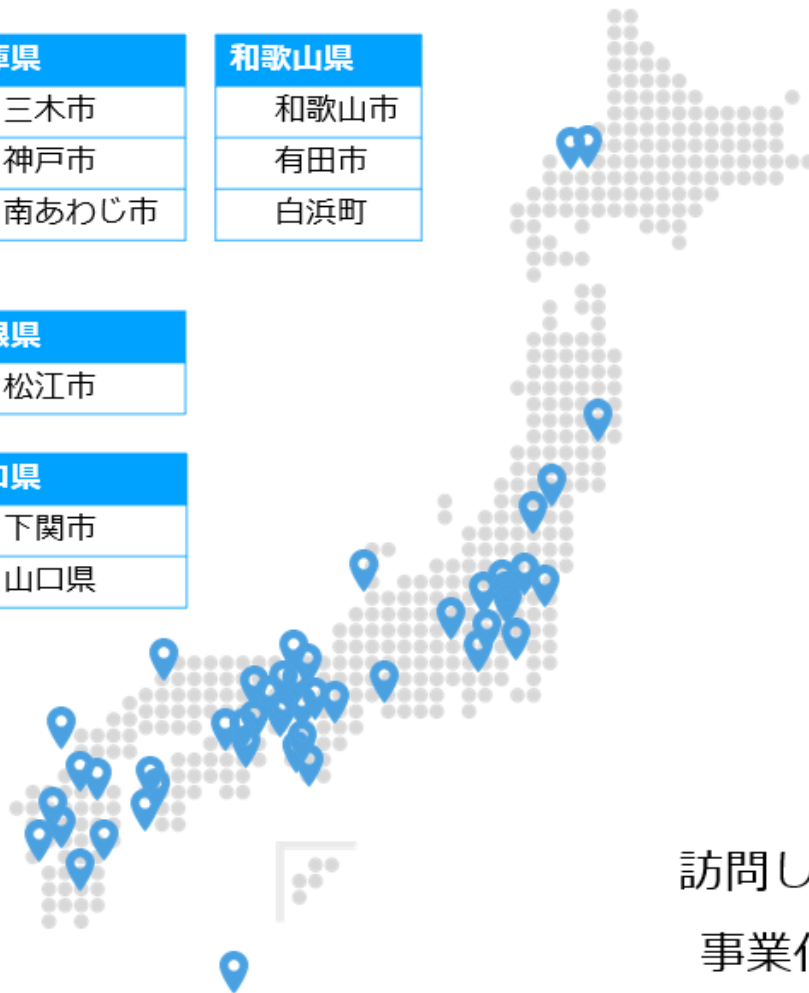 庫県
三木市
神戸市
南あわじ市
和歌山県
和歌山市
有田市
白浜町
根県
松江市
口県
下関市
山口県
訪問し
事業